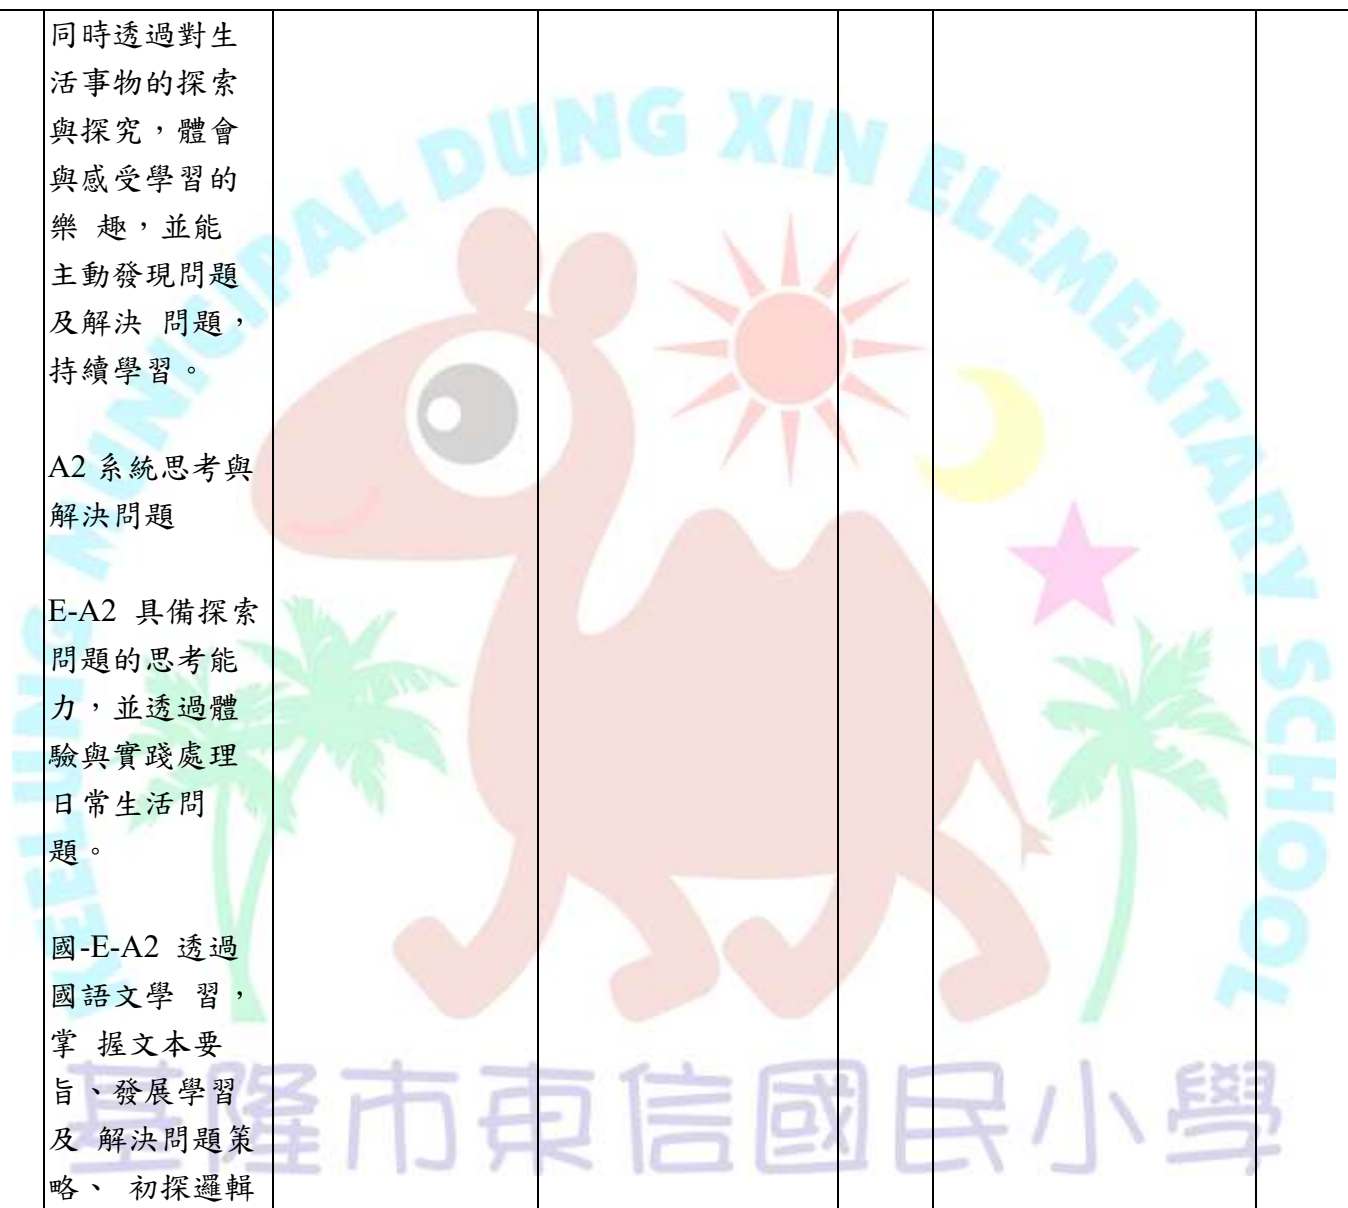 同時透過對生
活事物的探索
與探究，體會
與感受學習的
樂 趣，並能
主動發現問題
及解決 問題，
持續學習。
A2 系統思考與
解決問題
E-A2 具備探索
問題的思考能
力，並透過體
驗與實踐處理
日常生活問
題。
國-E-A2 透過
國語文學 習，
掌 握文本要
旨、發展學習
及 解決問題策
略、 初探邏輯
KEELUNG MUNICIPAL DUNG XIN ELEMENTARY SCHOOL
基隆市東信國民小學